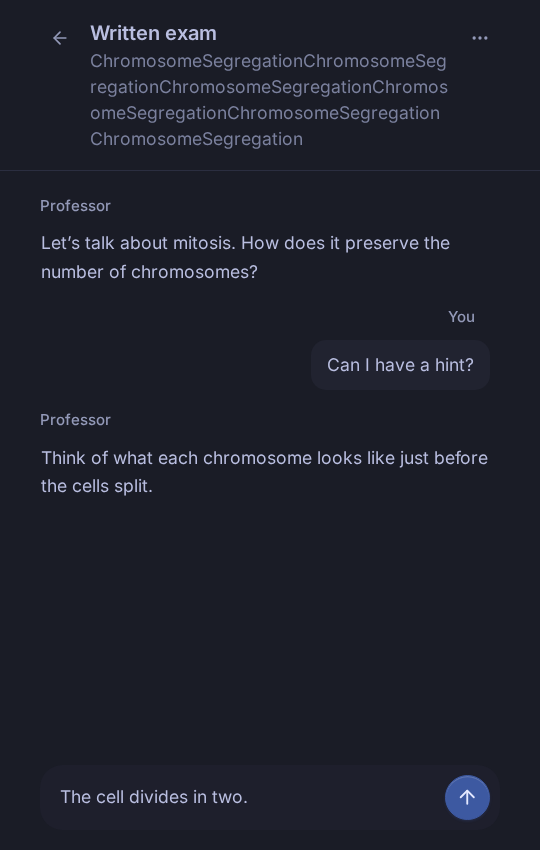 Written exam
ChromosomeSegregationChromosomeSeg
regationChromosomeSegregationChromos
omeSegregationChromosomeSegregation
ChromosomeSegregation
Professor
Let’s talk about mitosis. How does it preserve the
number of chromosomes?
You
Can I have a hint?
Professor
Think of what each chromosome looks like just before
the cells split.
The cell divides in two.